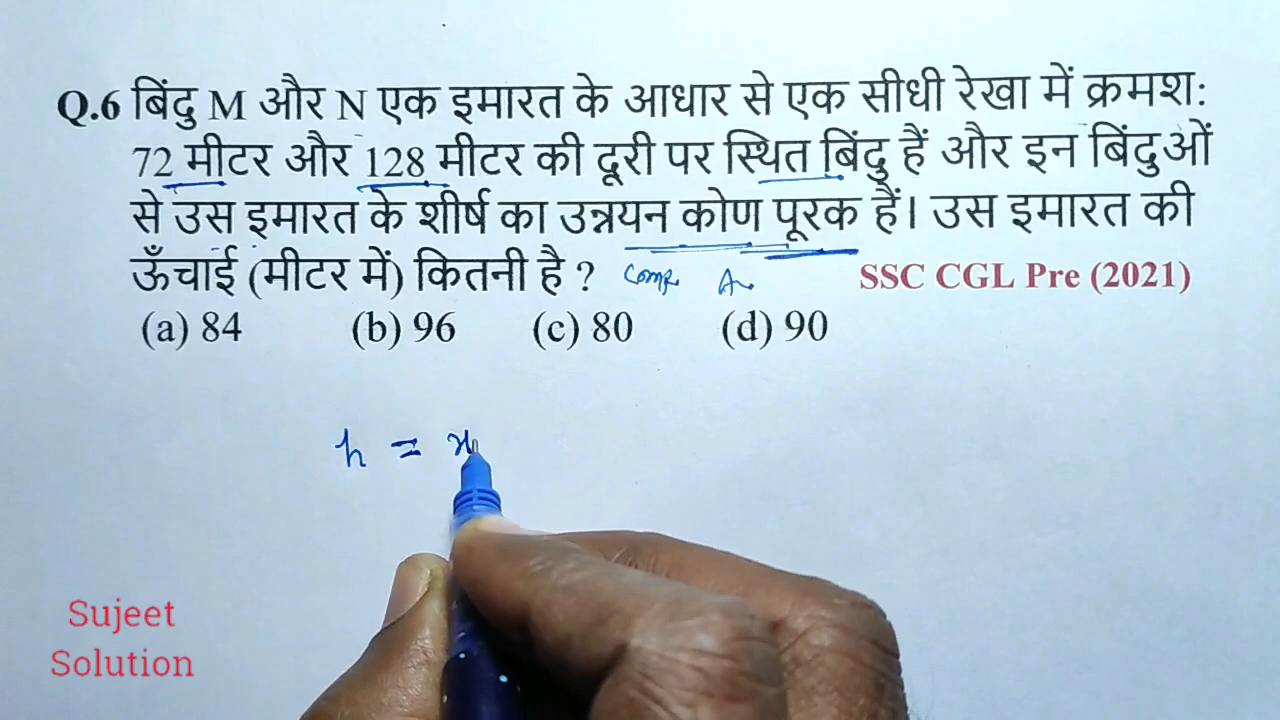 Q.6 बिंदु M और N एक इमारत के आधार से एक सीधी रेखा में क्रमश:
72 मीटर और 128 मीटर की दूरी पर स्थित बिंदु हैं और इन बिंदुओं
से उस इमारत के शीर्ष का उन्नयन कोण पूरक हैं। उस इमारत की
ऊँचाई (मीटर में) कितनी है ?
SSC CGL Pre (2021)
(a) 84 (b) 96 (c) 80 (d) 90
h = x
Sujeet
Solution